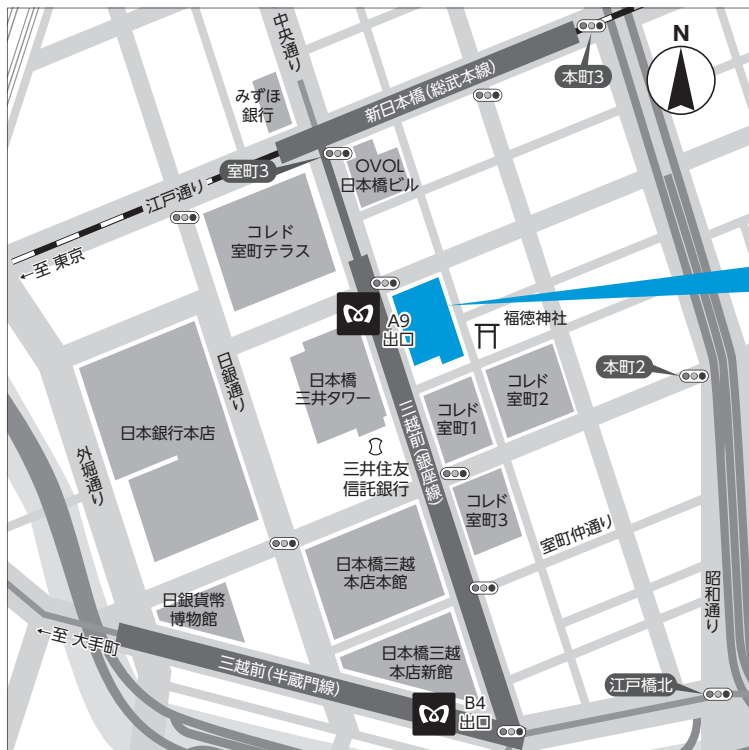 中央通り
本町3
N
みずほ
銀行
新日本橋(総武本線)
室町3
OVOL
日本橋ビル
江戸通り
←至 東京
コレド
室町テラス
A9
出口
福徳神社
日銀通り
日本橋
三井タワー
コレド
室町1
コレド
室町2
本町2
日本銀行本店
外堀通り
三越前(銀座線)
三井住友
信託銀行
コレド
室町3
室町仲通り
日本橋三越
本店本館
昭和通り
日銀貨幣
博物館
←至 大手町
三越前(半蔵門線)
日本橋三越
本店新館
B4
出口
江戸橋北